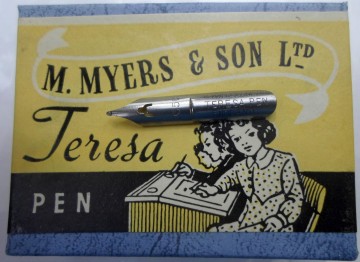 M. MYERS & SON LTD
TERESA PEN
Teresa
PEN